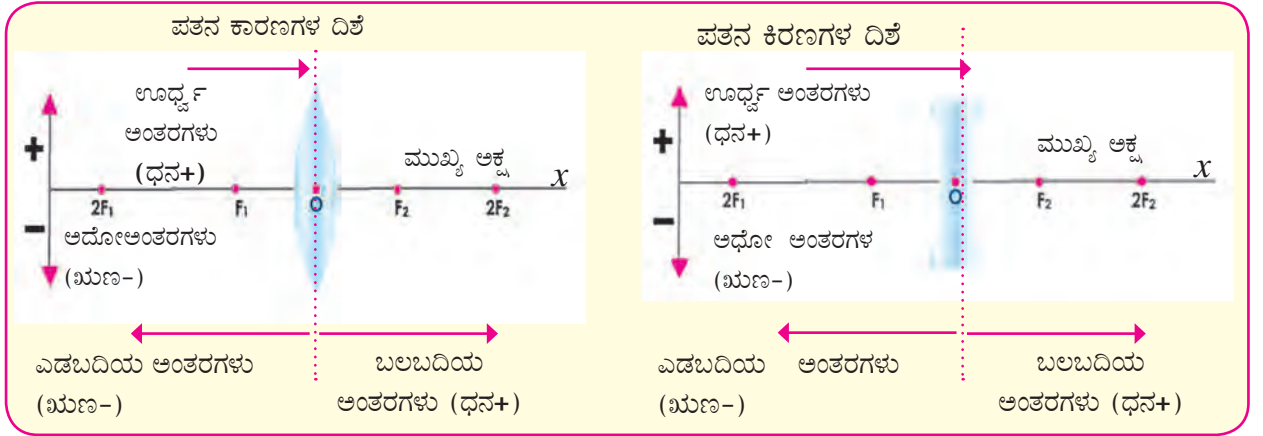 ಪತನ ಕಾರಣಗಳ ದಿಶೆ
ಊರ್ಧ್ವ
ಅಂತರಗಳು
(ಧನ+)
+
ಮುಖ್ಯ ಅಕ್ಷ
x
2F₁ F₁ O F₂ 2F₂
–
ಅದೋಅಂತರಗಳು
(ಋಣ-)
ಎಡಬದಿಯ ಅಂತರಗಳು
(ಋಣ-)
ಬಲಬದಿಯ
ಅಂತರಗಳು (ಧನ+)
ಪತನ ಕಿರಣಗಳ ದಿಶೆ
ಊರ್ಧ್ವ ಅಂತರಗಳು
(ಧನ+)
+
ಮುಖ್ಯ ಅಕ್ಷ
x
2F₁ F₁ O F₂ 2F₂
–
ಅಧೋ ಅಂತರಗಳ
(ಋಣ-)
ಎಡಬದಿಯ ಅಂತರಗಳು
(ಋಣ-)
ಬಲಬದಿಯ
ಅಂತರಗಳು (ಧನ+)